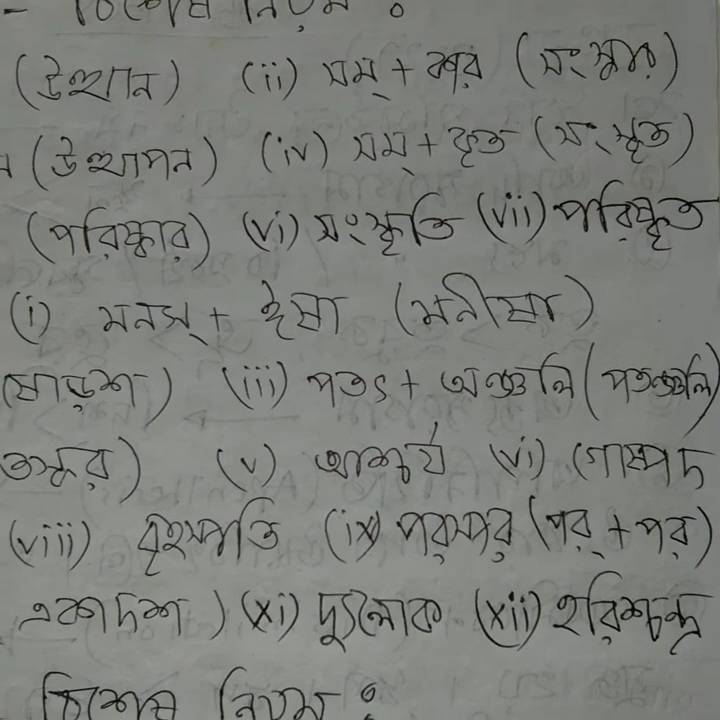 - বিশেষ নিয়ম :
(উত্থান) (ii) সম্ + কার (সংস্কার)
(উত্থাপন) (iv) সম্ + কৃত (সংস্কৃত)
(পরিষ্কার) (vi) সংস্কৃতি (vii) পরিষ্কৃত
(i) মনস্ + ঈষা (মনীষা)
ষোড়শ) (iii) পতৎ + অঞ্জলি (পতঞ্জলি)
তস্কর) (v) আশ্চর্য (vi) গোষ্পদ
(viii) বৃহস্পতি (ix) পরস্পর (পর্ + পর)
একাদশ) (xi) দ্যুলোক (xii) হরিশ্চন্দ্র
বিশেষ নিয়ম :